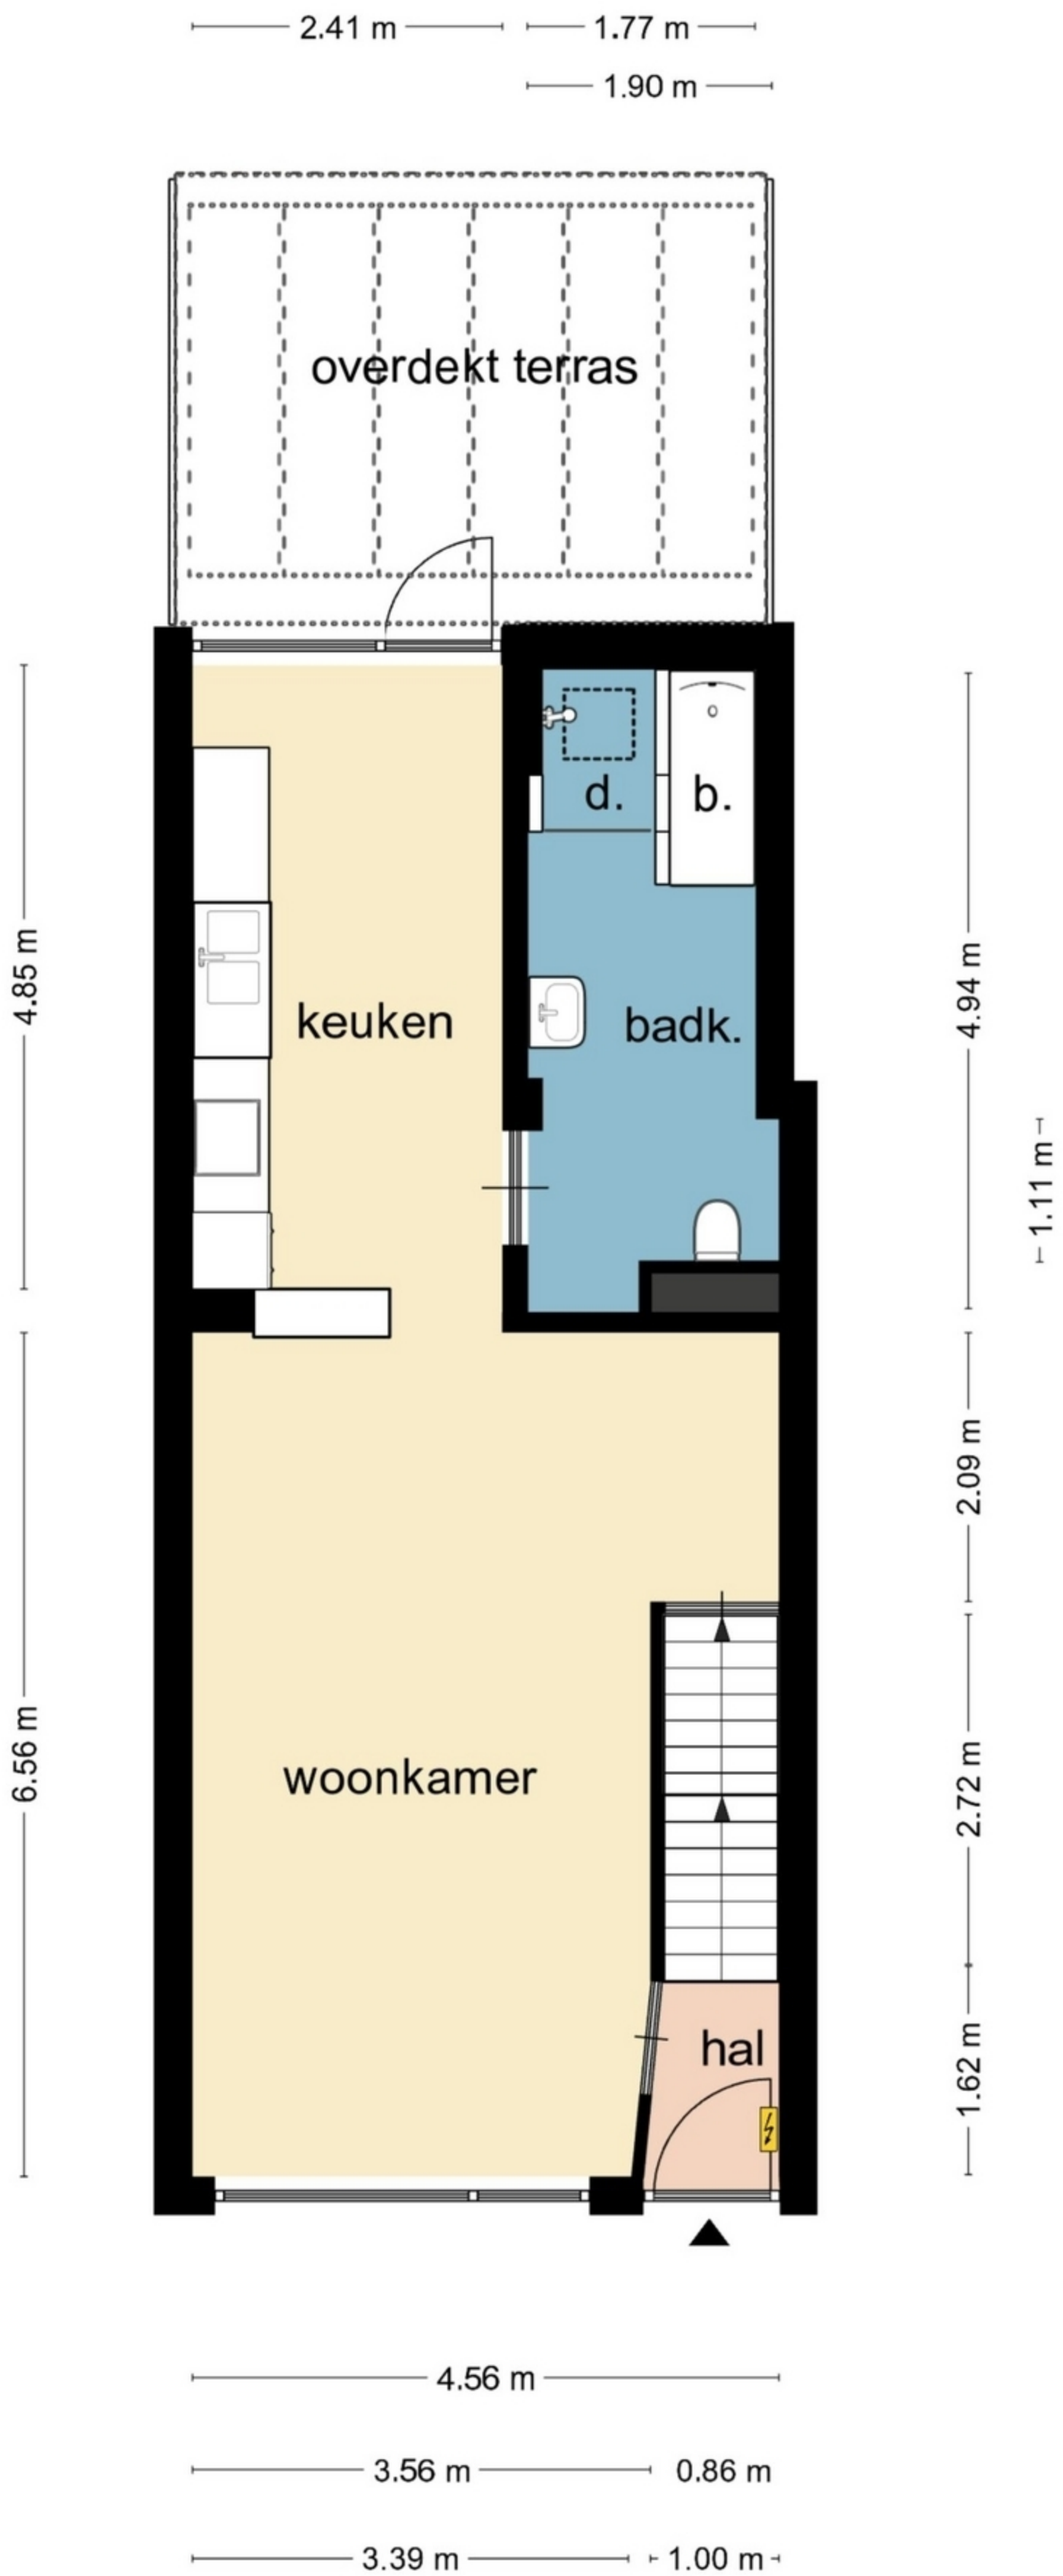 2.41 m
1.77 m
1.90 m
overdekt terras
d.
b.
4.85 m
keuken
badk.
4.94 m
1.11 m
2.09 m
6.56 m
woonkamer
2.72 m
hal
1.62 m
4.56 m
3.56 m
0.86 m
3.39 m
1.00 m